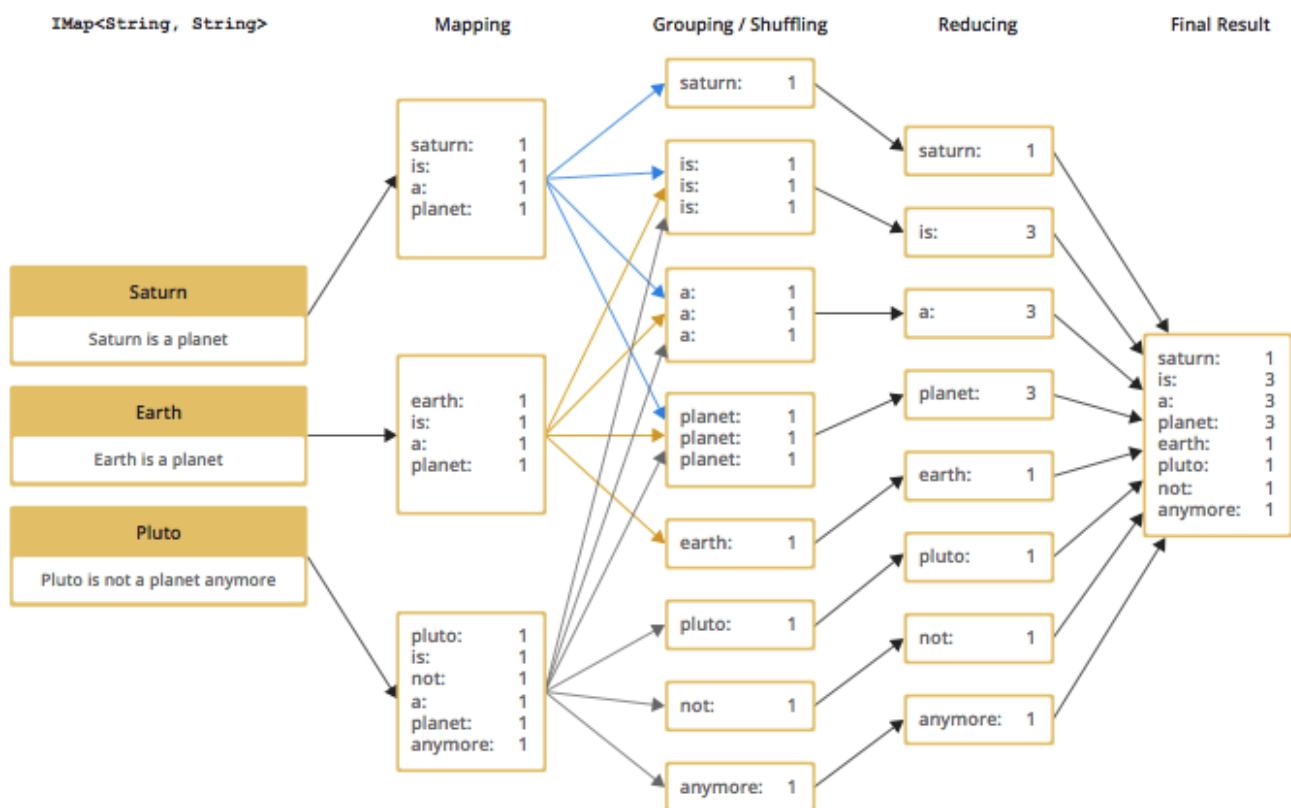 IMap<String, String>
Mapping
Grouping / Shuffling
Reducing
Final Result
Saturn
Saturn is a planet
Earth
Earth is a planet
Pluto
Pluto is not a planet anymore
saturn: 1
is: 1
a: 1
planet: 1
earth: 1
is: 1
a: 1
planet: 1
pluto: 1
is: 1
not: 1
a: 1
planet: 1
anymore: 1
saturn: 1
is: 1
is: 1
is: 1
a: 1
a: 1
a: 1
planet: 1
planet: 1
planet: 1
earth: 1
pluto: 1
not: 1
anymore: 1
saturn: 1
is: 3
a: 3
planet: 3
earth: 1
pluto: 1
not: 1
anymore: 1
saturn: 1
is: 3
a: 3
planet: 3
earth: 1
pluto: 1
not: 1
anymore: 1